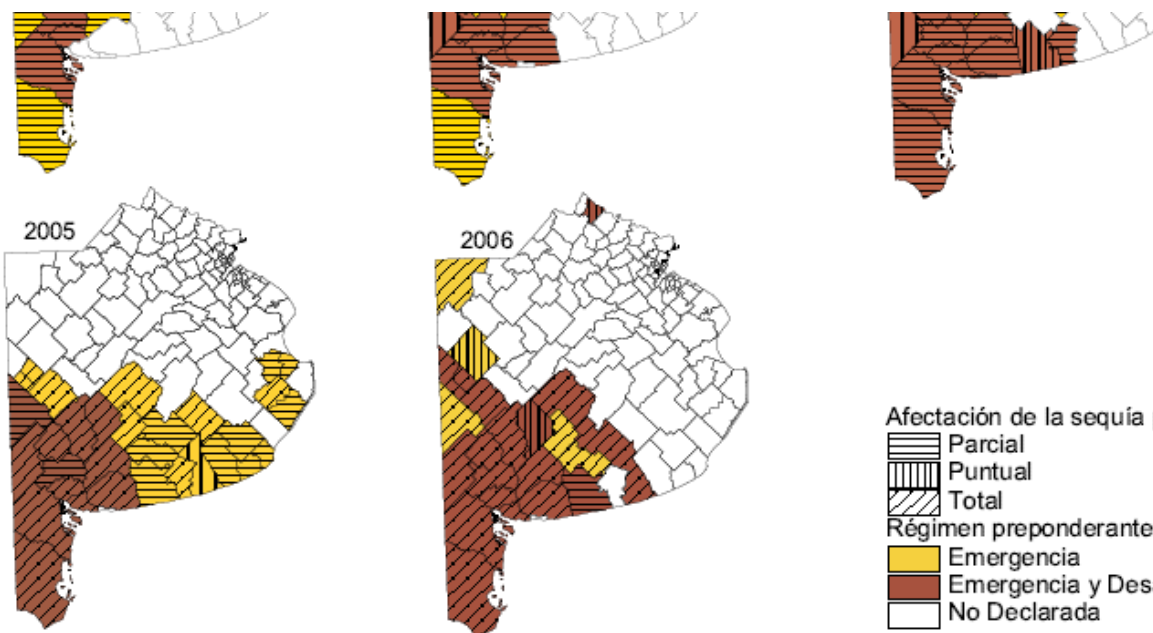 2005
2006
Afectación de la sequía
Parcial
Puntual
Total
Régimen preponderante
Emergencia
Emergencia y Des
No Declarada